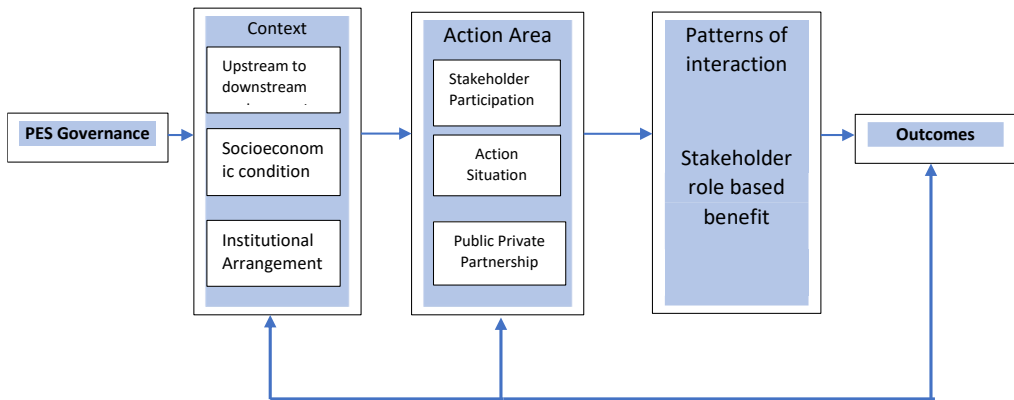 PES Governance
Context
Upstream to
downstream
Socioeconom
ic condition
Institutional
Arrangement
Action Area
Stakeholder
Participation
Action
Situation
Public Private
Partnership
Patterns of
interaction
Stakeholder
role based
benefit
Outcomes